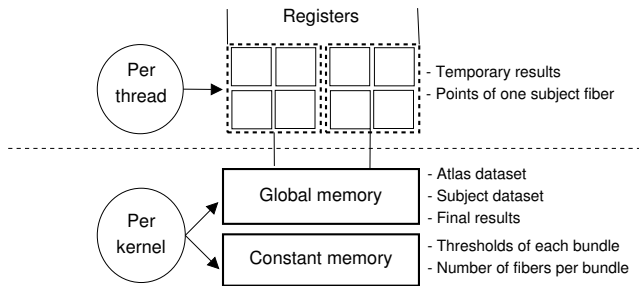 Registers
Per
thread
- Temporary results
- Points of one subject fiber
Per
kernel
Global memory
- Atlas dataset
- Subject dataset
- Final results
Constant memory
- Thresholds of each bundle
- Number of fibers per bundle